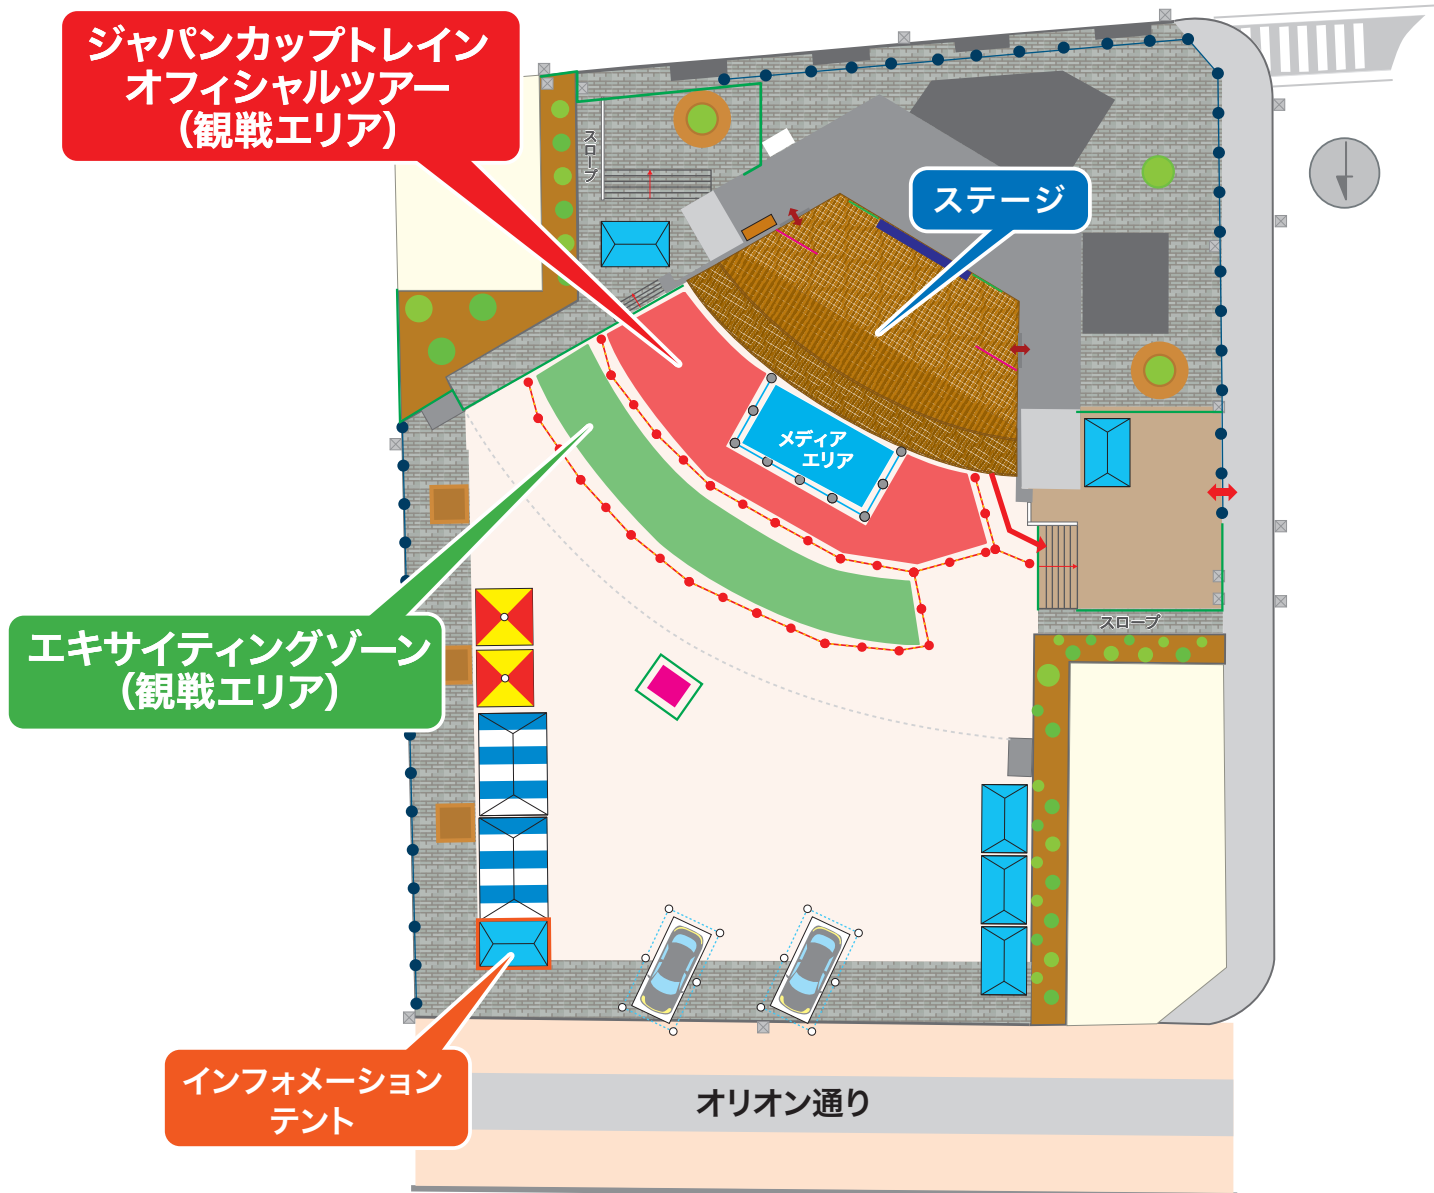 ジャパンカップトレイン
オフィシャルツアー
（観戦エリア）
スロープ
ステージ
メディア
エリア
エキサイティングゾーン
（観戦エリア）
スロープ
インフォメーション
テント
オリオン通り